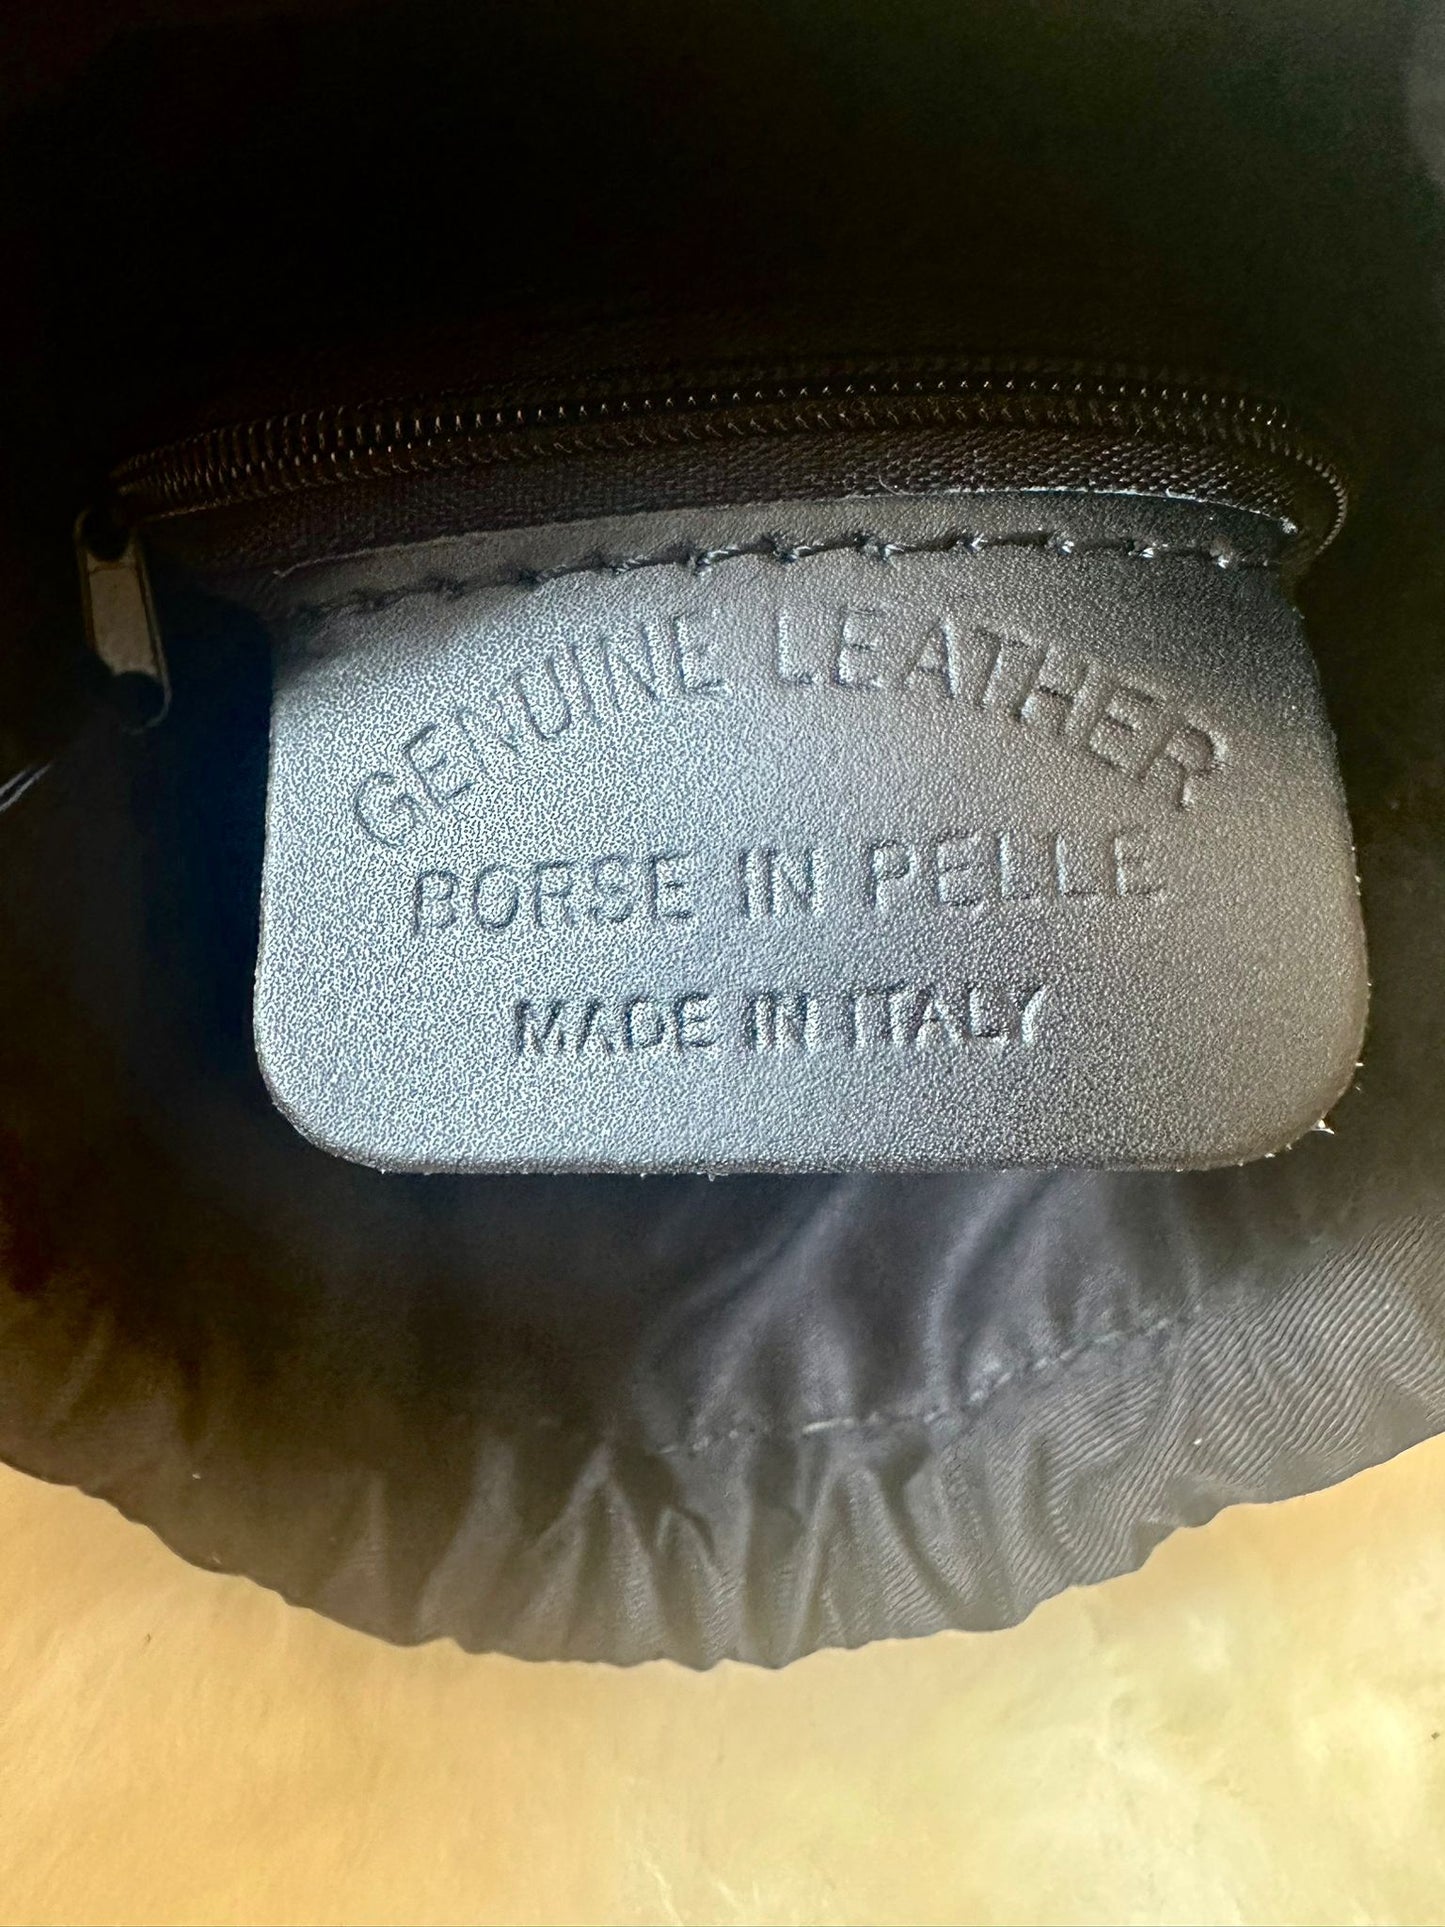 GENUINE LEATHER
BORSE IN PELLE
MADE IN ITALY